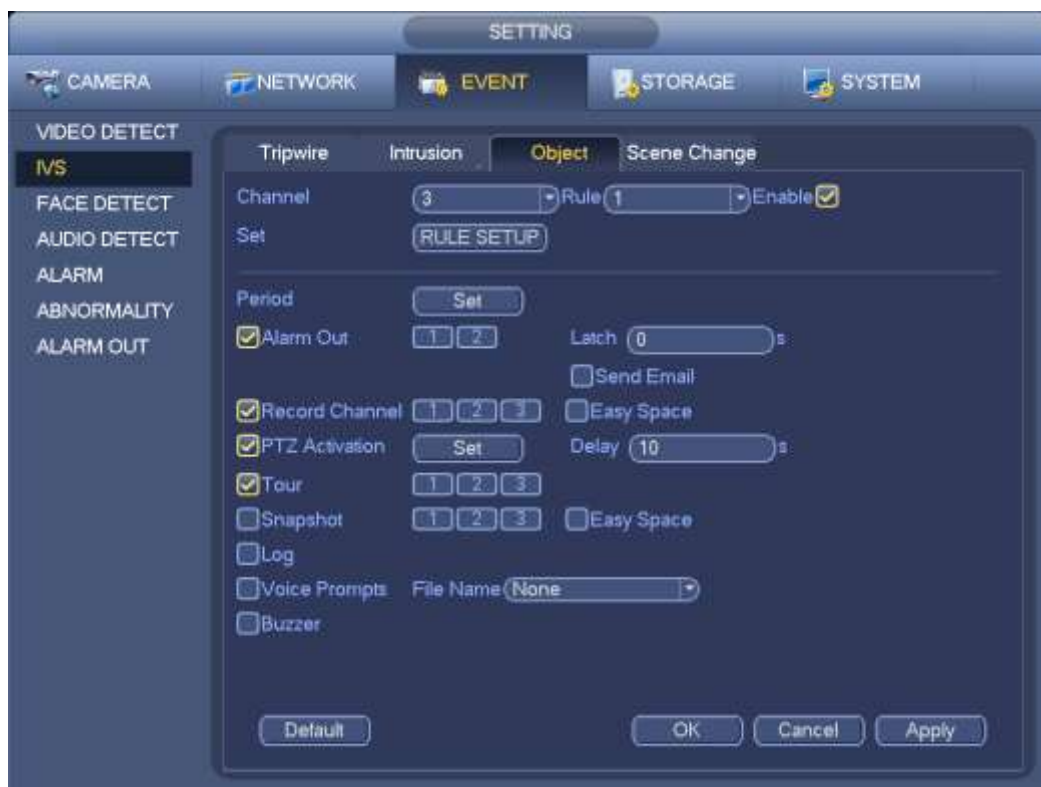 SETTING
CAMERA NETWORK EVENT STORAGE SYSTEM
VIDEO DETECT
IVS
FACE DETECT
AUDIO DETECT
ALARM
ABNORMALITY
ALARM OUT
Tripwire Intrusion Object Scene Change
Channel 3 Rule 1 Enable
Set RULE SETUP
Period Set
Alarm Out 1 2 Latch 0 s
Send Email
Record Channel 1 2 3 Easy Space
PTZ Activation Set Delay 10 s
Tour 1 2 3
Snapshot 1 2 3 Easy Space
Log
Voice Prompts File Name None
Buzzer
Default OK Cancel Apply